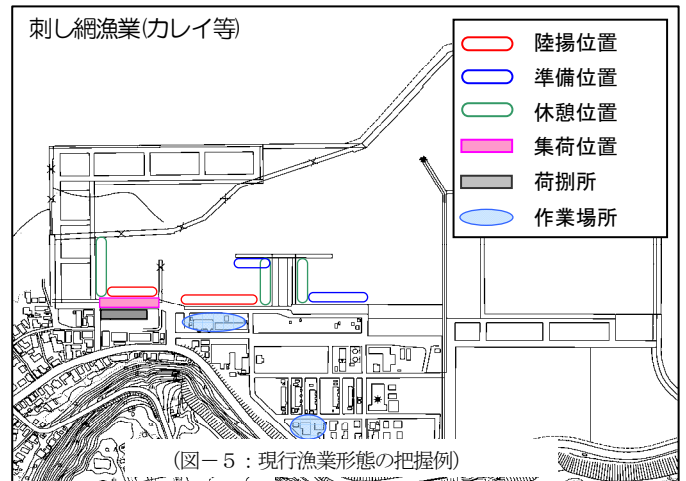 刺し網漁業(カレイ等)
陸揚位置
準備位置
休憩位置
集荷位置
荷捌所
作業場所
(図－5：現行漁業形態の把握例)